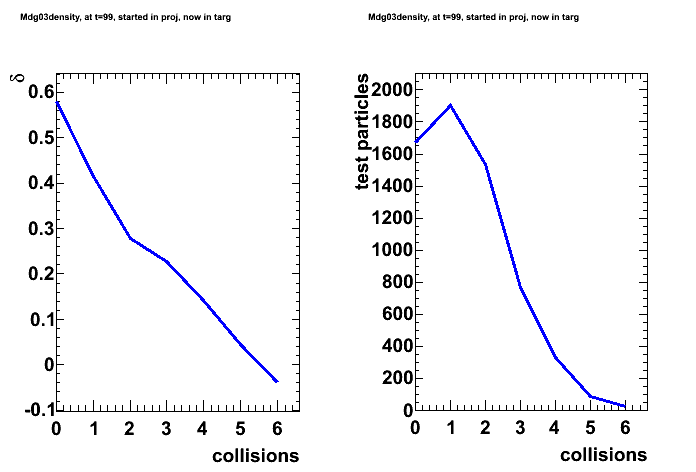 Mdg03density, at t=99, started in proj, now in targ
δ
0.6
0.5
0.4
0.3
0.2
0.1
0
-0.1
0 1 2 3 4 5 6
collisions
Mdg03density, at t=99, started in proj, now in targ
test particles
2000
1800
1600
1400
1200
1000
800
600
400
200
0
0 1 2 3 4 5 6
collisions